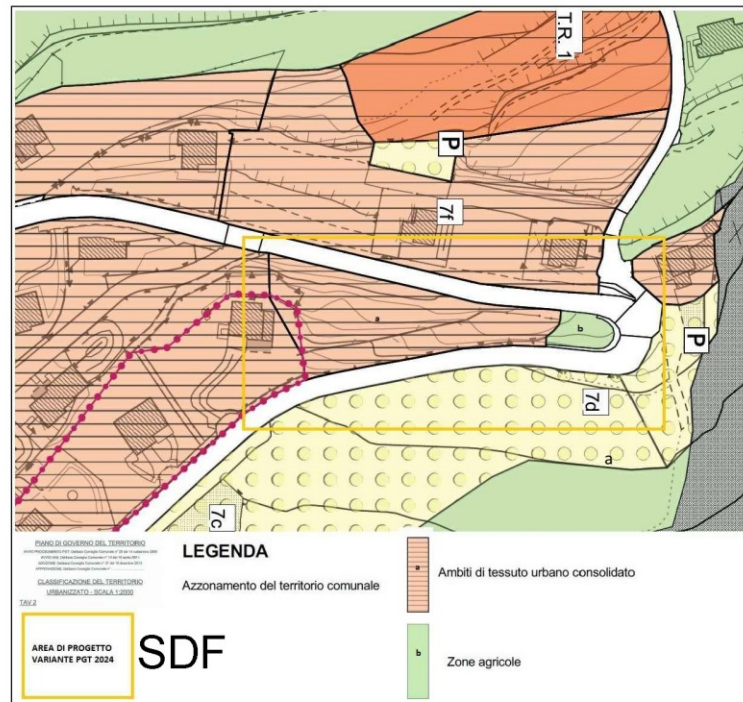 T.R. 1
P
7f
a
b
P
7d
a
7c
PIANO DI GOVERNO DEL TERRITORIO
CLASSIFICAZIONE DEL TERRITORIO
URBANIZZATO - SCALA 1:2000
TAV 2
LEGENDA
Azzonamento del territorio comunale
a
Ambiti di tessuto urbano consolidato
AREA DI PROGETTO
VARIANTE PGT 2024
SDF
b
Zone agricole